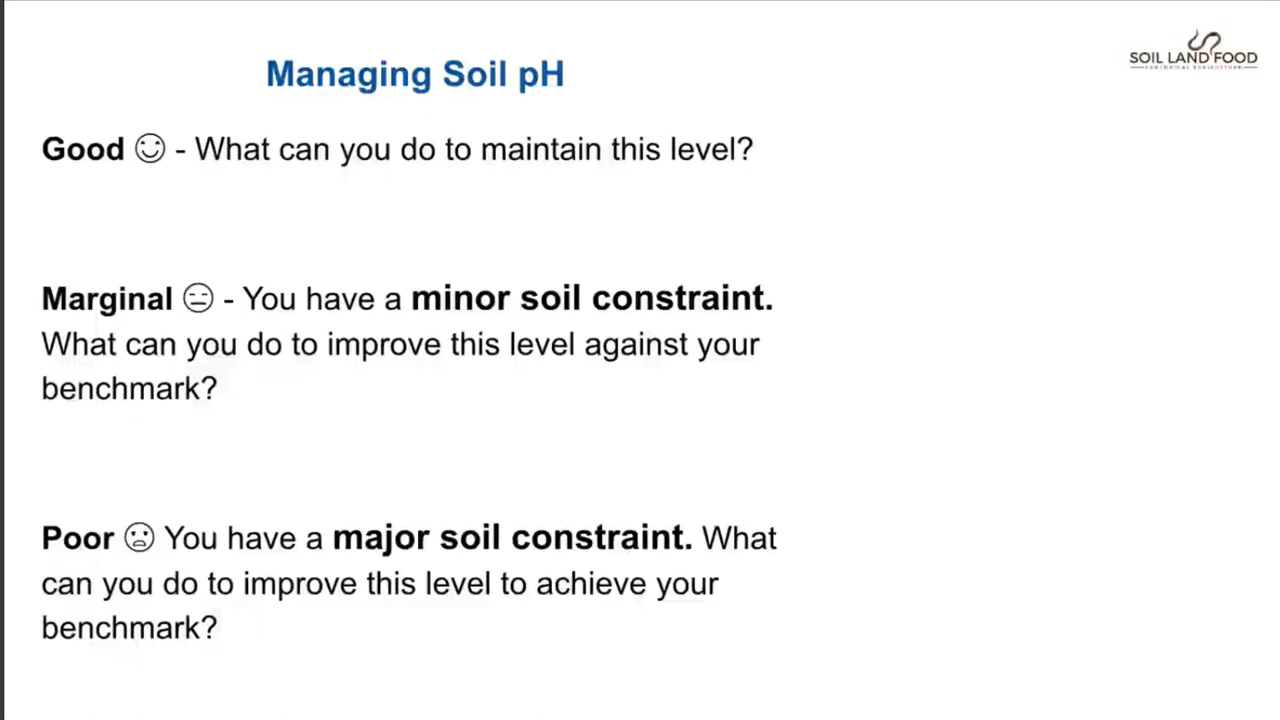 Managing Soil pH
SOIL LAND FOOD
Good - What can you do to maintain this level?
Marginal - You have a minor soil constraint.
What can you do to improve this level against your
benchmark?
Poor You have a major soil constraint. What
can you do to improve this level to achieve your
benchmark?